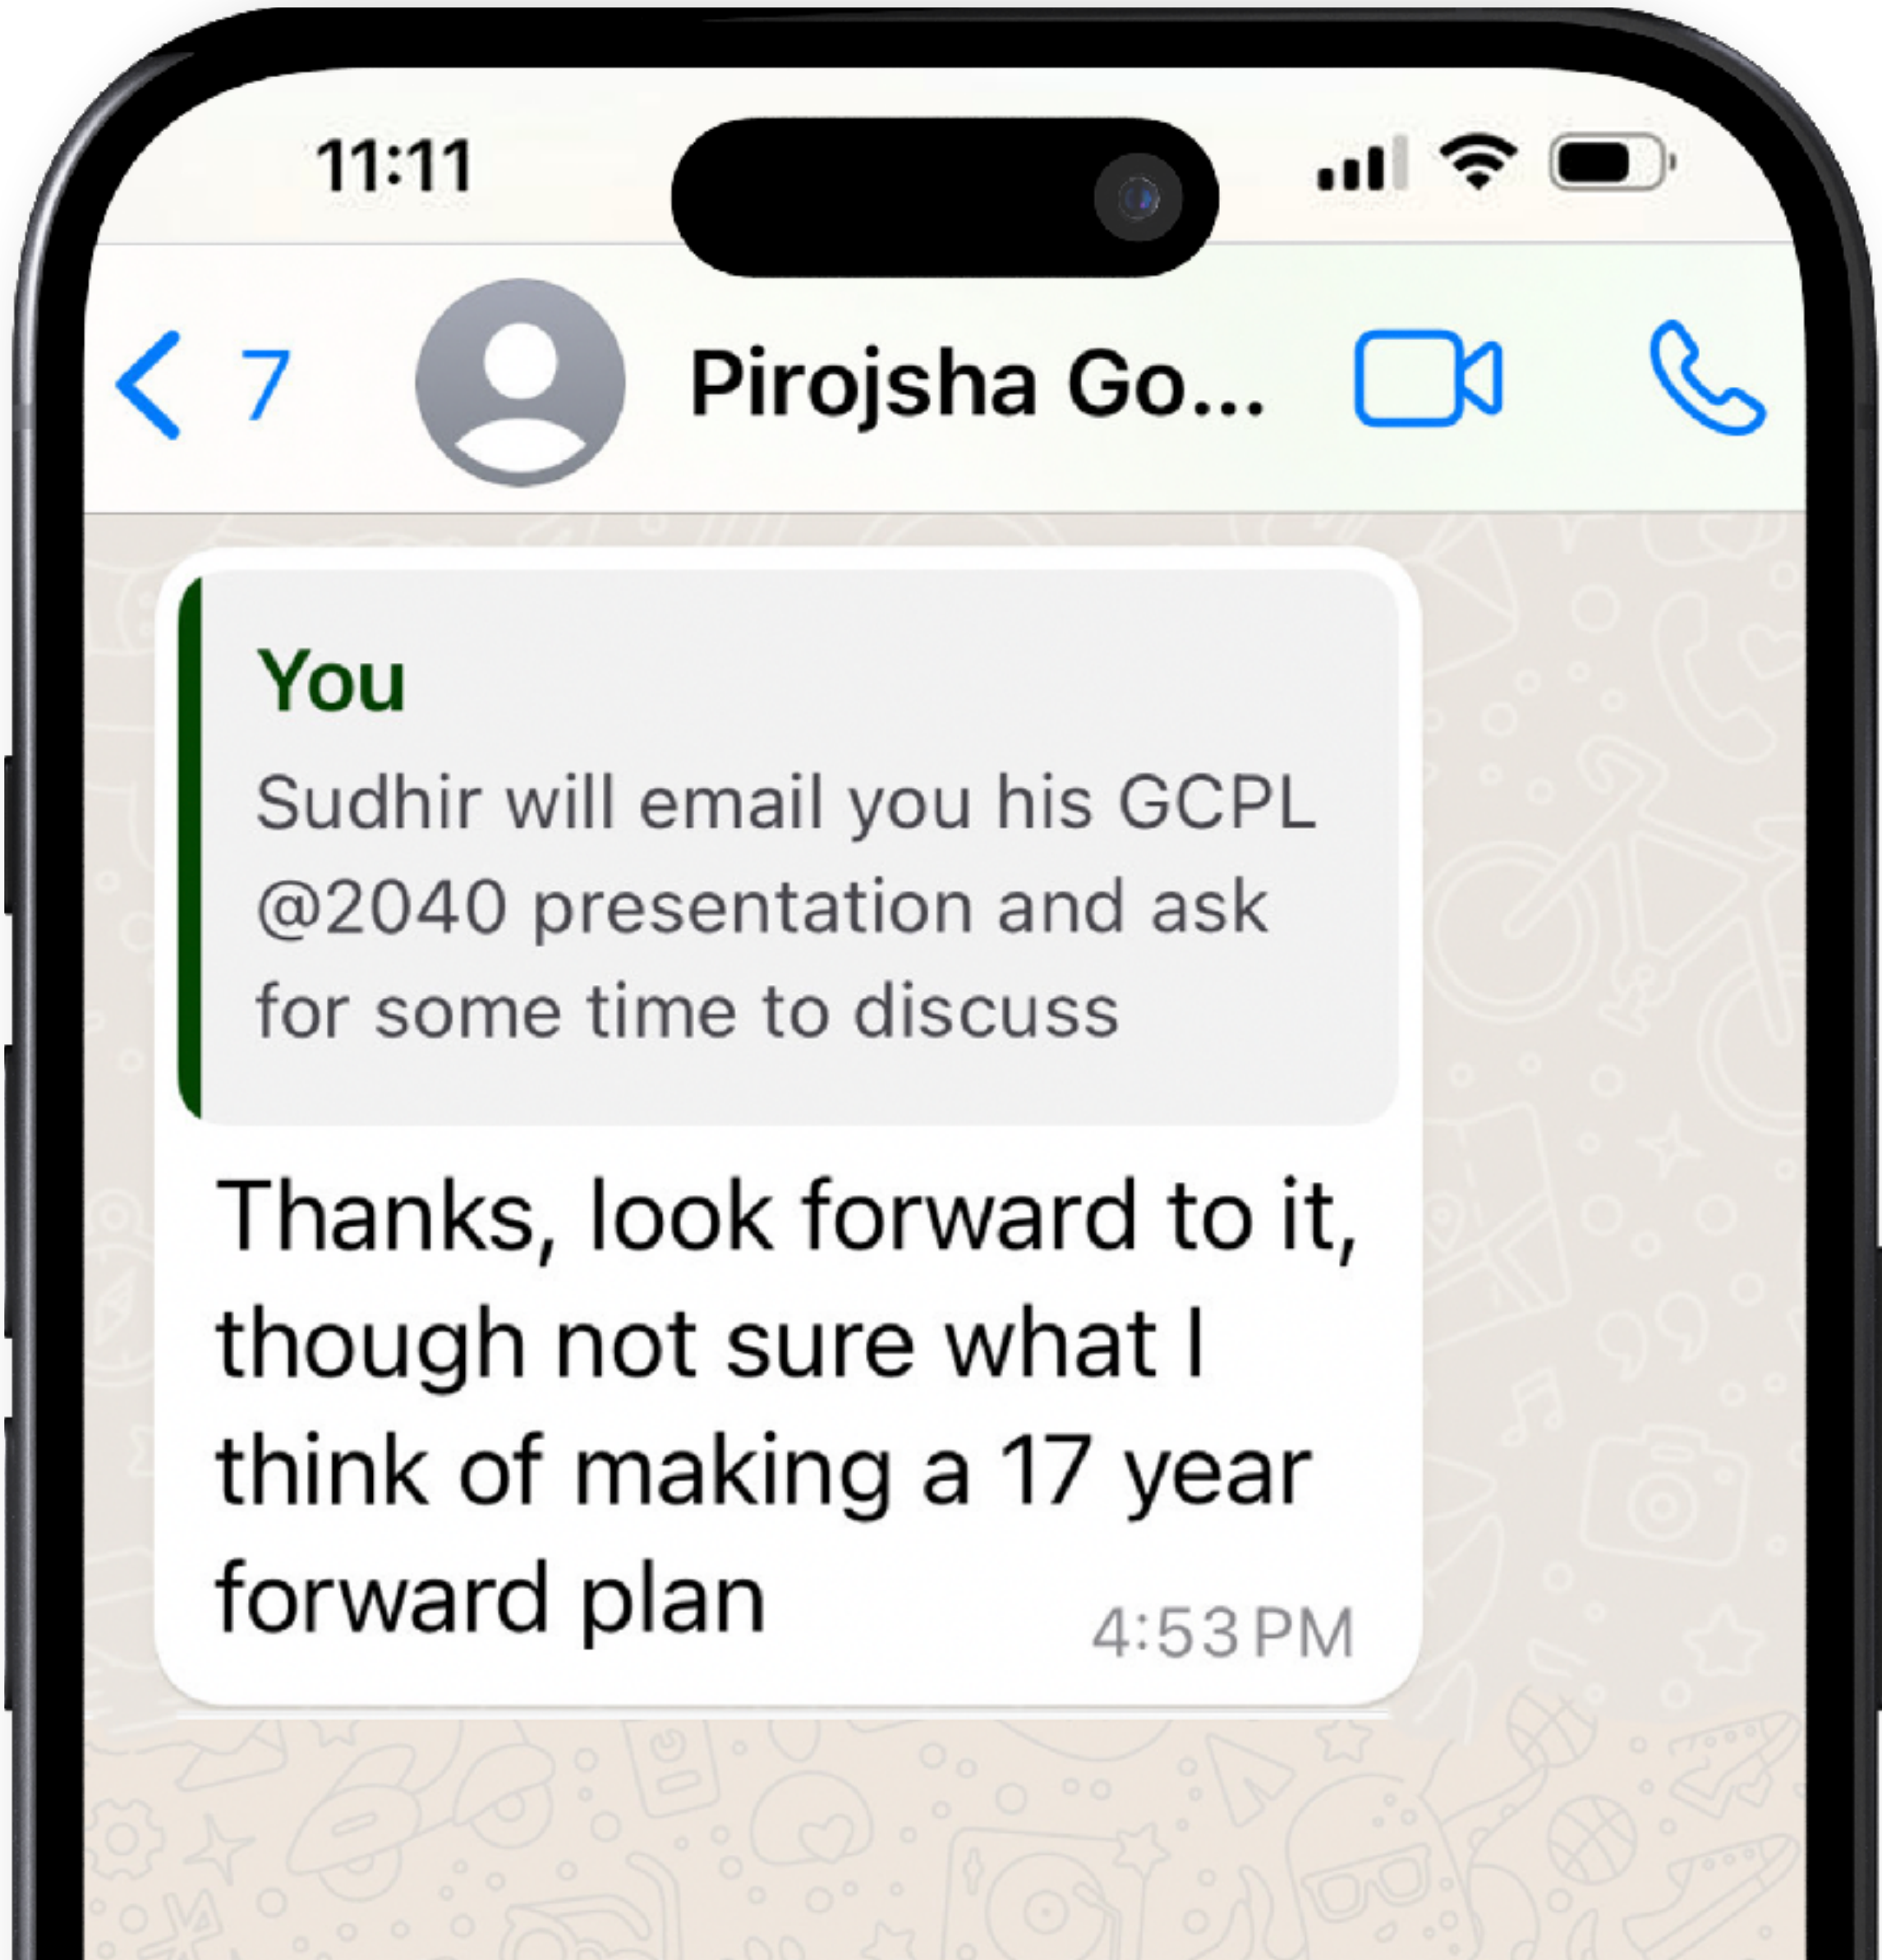 11:11
7
Pirojsha Go...
You
Sudhir will email you his GCPL
@2040 presentation and ask
for some time to discuss
Thanks, look forward to it,
though not sure what I
think of making a 17 year
forward plan
4:53 PM